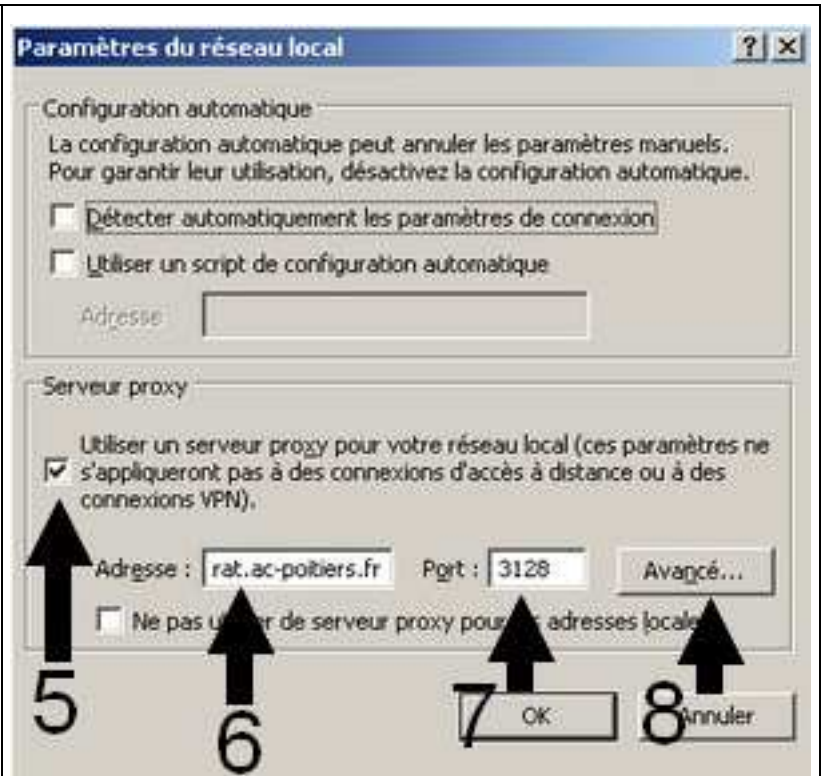 Paramètres du réseau local
Configuration automatique
La configuration automatique peut annuler les paramètres manuels.
Pour garantir leur utilisation, désactivez la configuration automatique.
Détecter automatiquement les paramètres de connexion
Utiliser un script de configuration automatique
Adresse
Serveur proxy
Utiliser un serveur proxy pour votre réseau local (ces paramètres ne
s'appliqueront pas à des connexions d'accès à distance ou à des
connexions VPN).
Adresse : rat.ac-poitiers.fr Port : 3128 Avancé...
Ne pas de serveur proxy adresses
5 6 7 8
OK Annuler